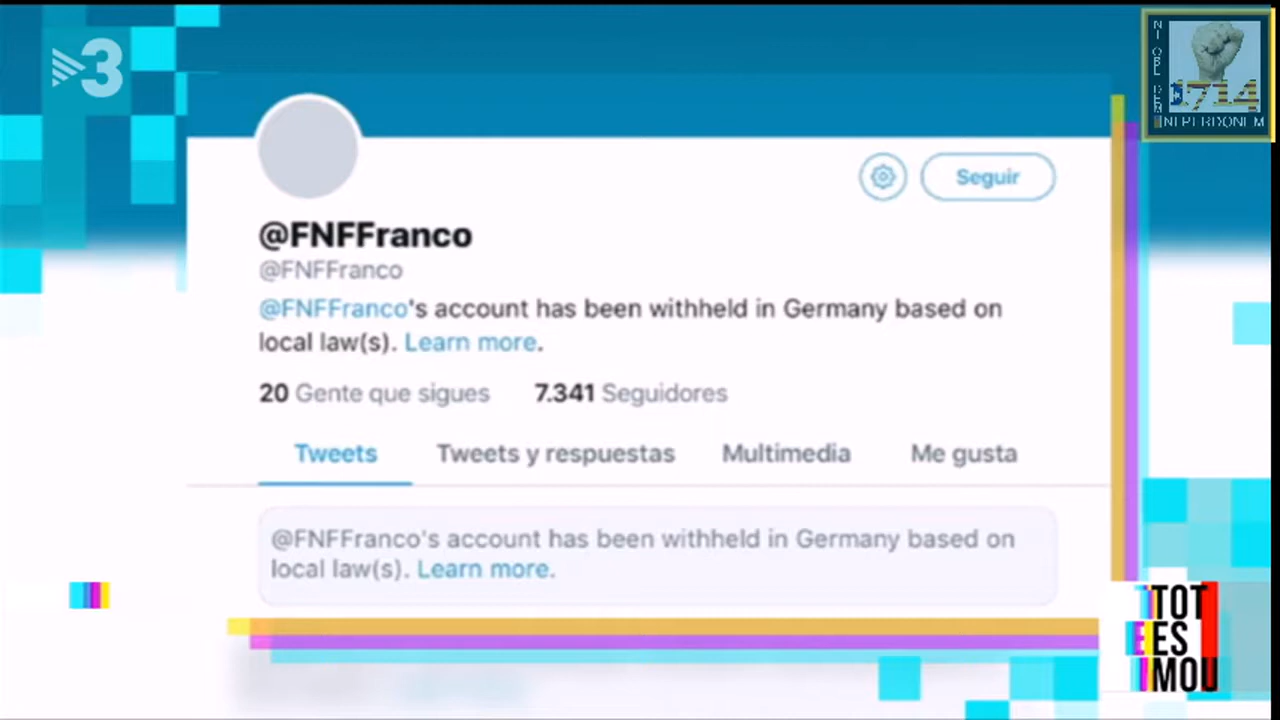 3
@FNFFranco
@FNFFranco
@FNFFranco's account has been withheld in Germany based on
local law(s). Learn more.
20 Gente que sigues 7.341 Seguidores
Seguir
Tweets Tweets y respuestas Multimedia Me gusta
@FNFFranco's account has been withheld in Germany based on
local law(s). Learn more.
TOT
ES
MOU
1714